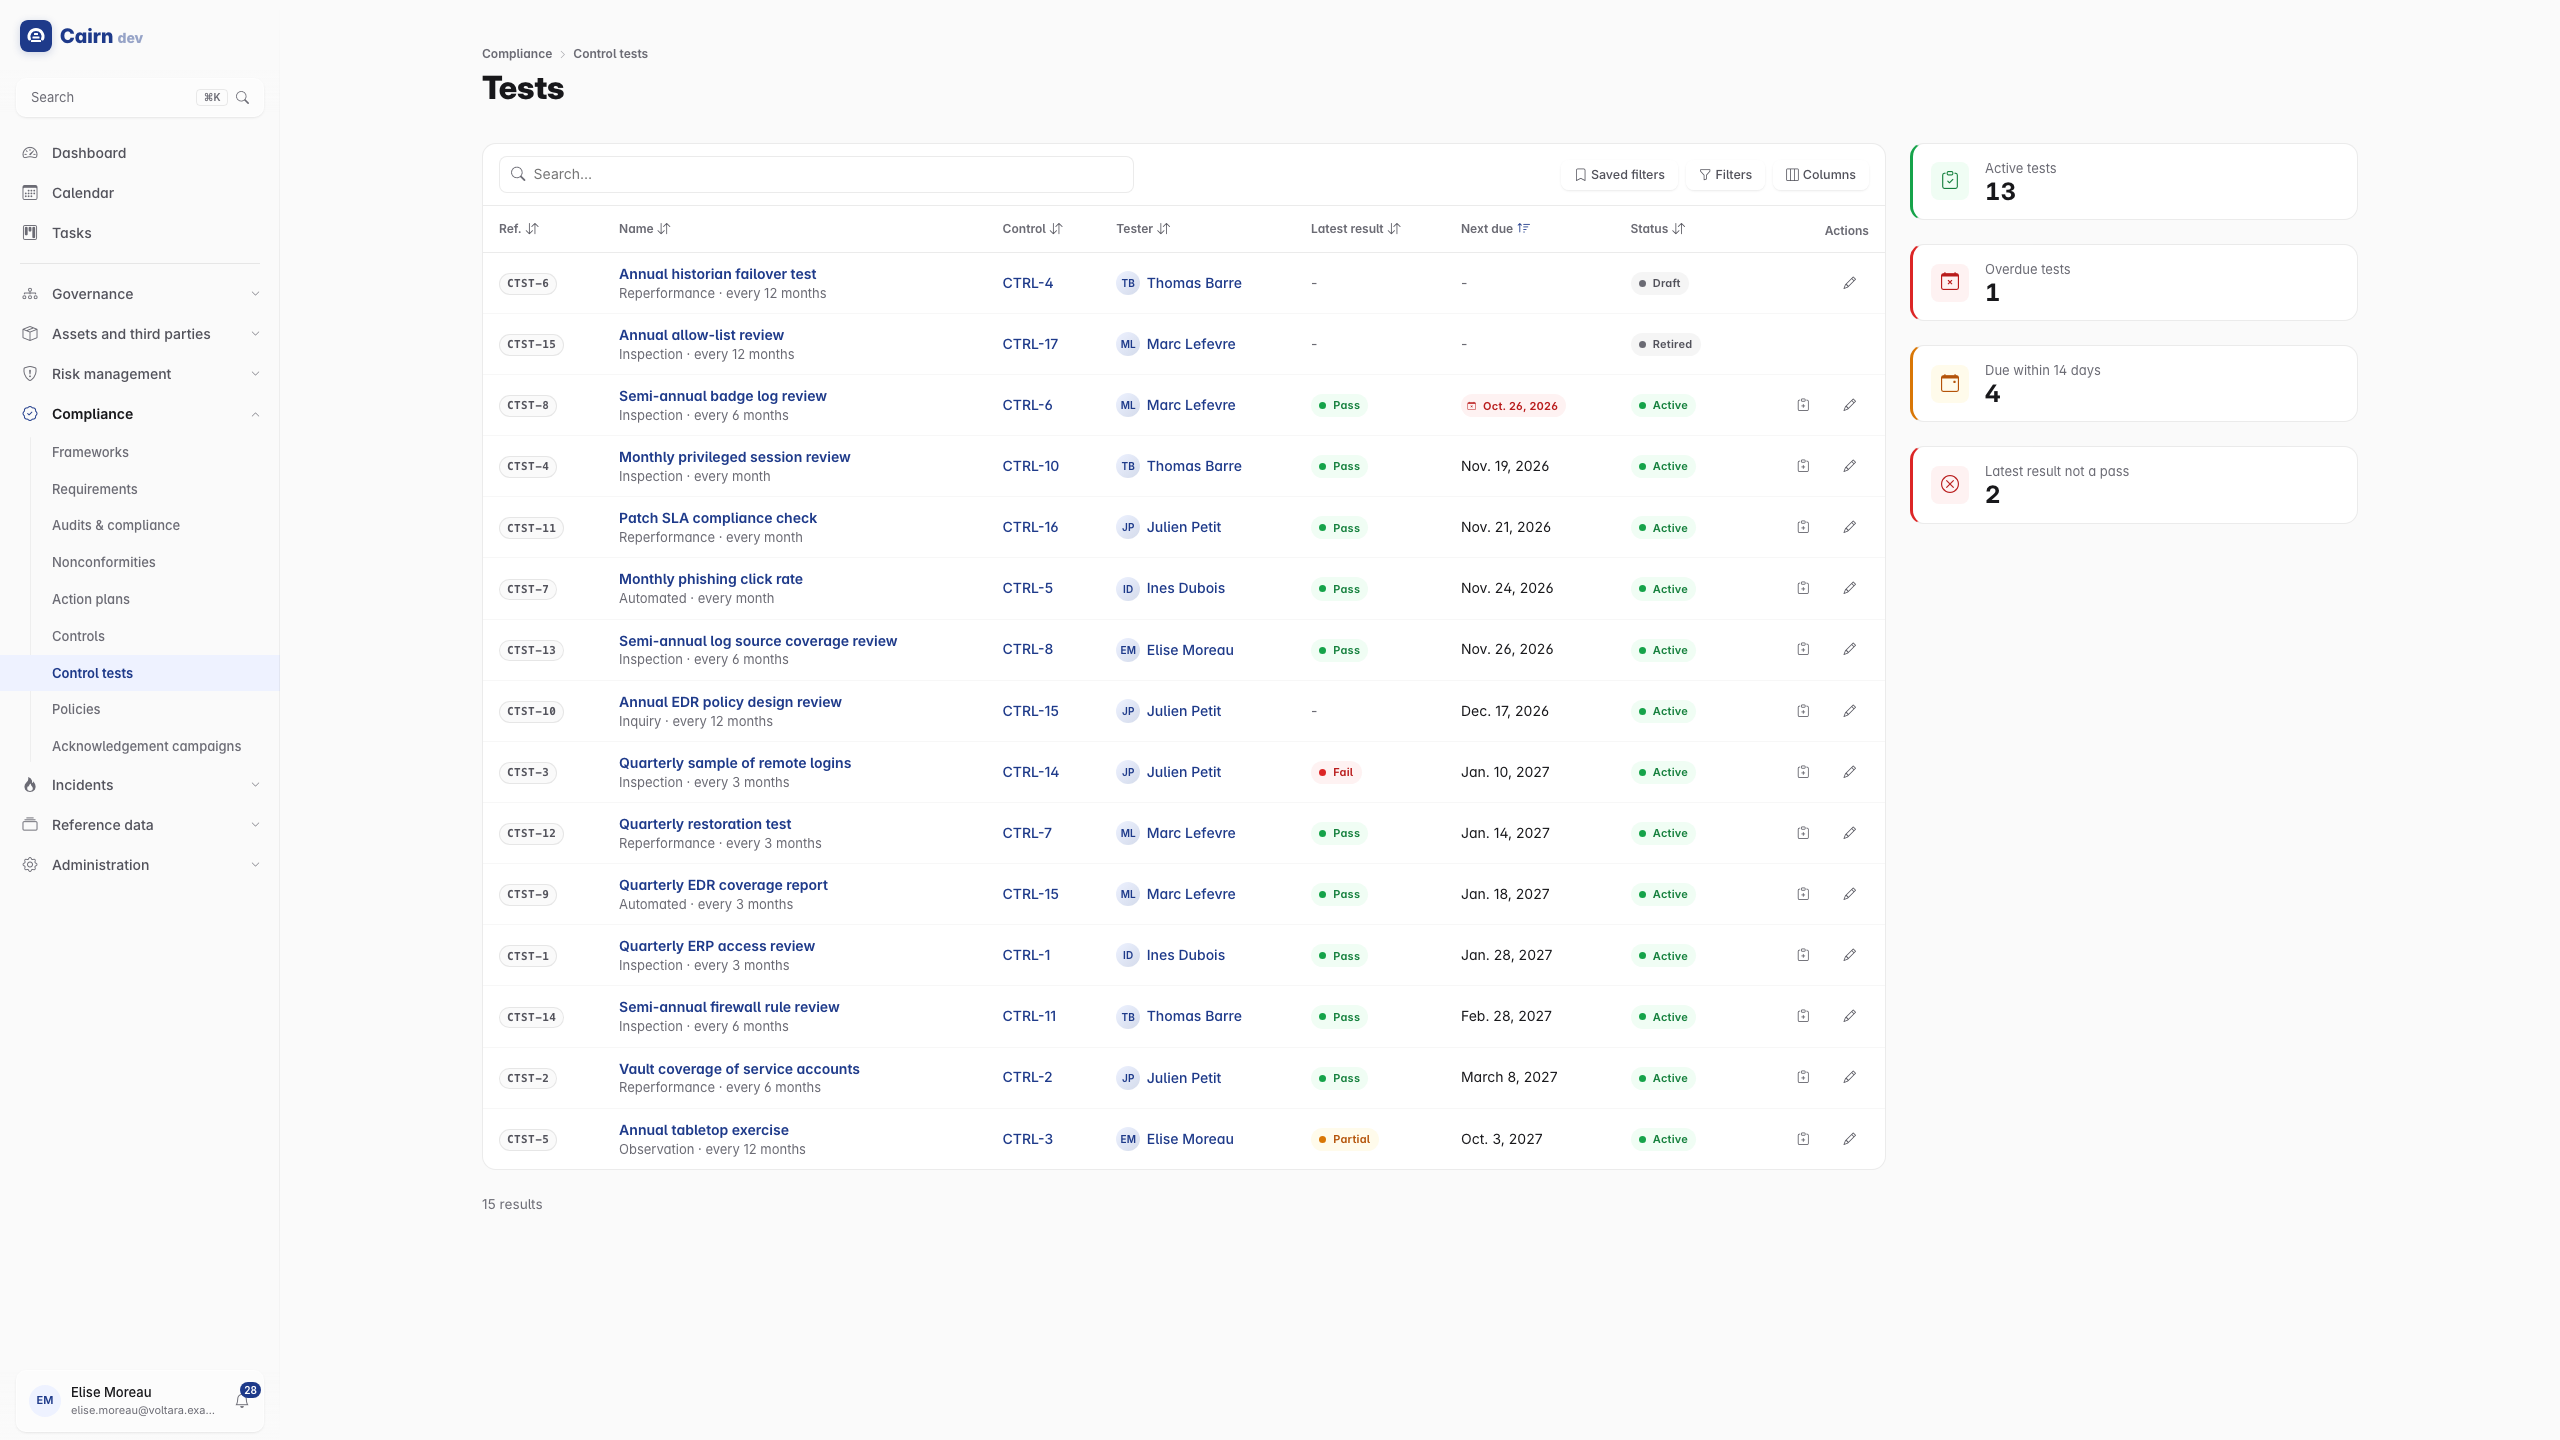 Cairn dev
Search ⌘K
Dashboard
Calendar
Tasks
Governance
Assets and third parties
Risk management
Compliance
Frameworks
Requirements
Audits & compliance
Nonconformities
Action plans
Controls
Control tests
Policies
Acknowledgement campaigns
Incidents
Reference data
Administration
EM
Elise Moreau
elise.moreau@voltara.exa...
28
Compliance > Control tests
Tests
Search...
Saved filters
Filters
Columns
Ref. Name Control Tester Latest result Next due Status Actions
CTST-6 Annual historian failover test CTRL-4 TB Thomas Barre - - Draft
Reperformance · every 12 months
CTST-15 Annual allow-list review CTRL-17 ML Marc Lefevre - - Retired
Inspection · every 12 months
CTST-8 Semi-annual badge log review CTRL-6 ML Marc Lefevre Pass Oct. 26, 2026 Active
Inspection · every 6 months
CTST-4 Monthly privileged session review CTRL-10 TB Thomas Barre Pass Nov. 19, 2026 Active
Inspection · every month
CTST-11 Patch SLA compliance check CTRL-16 JP Julien Petit Pass Nov. 21, 2026 Active
Reperformance · every month
CTST-7 Monthly phishing click rate CTRL-5 ID Ines Dubois Pass Nov. 24, 2026 Active
Automated · every month
CTST-13 Semi-annual log source coverage review CTRL-8 EM Elise Moreau Pass Nov. 26, 2026 Active
Inspection · every 6 months
CTST-10 Annual EDR policy design review CTRL-15 JP Julien Petit - Dec. 17, 2026 Active
Inquiry · every 12 months
CTST-3 Quarterly sample of remote logins CTRL-14 JP Julien Petit Fail Jan. 10, 2027 Active
Inspection · every 3 months
CTST-12 Quarterly restoration test CTRL-7 ML Marc Lefevre Pass Jan. 14, 2027 Active
Reperformance · every 3 months
CTST-9 Quarterly EDR coverage report CTRL-15 ML Marc Lefevre Pass Jan. 18, 2027 Active
Automated · every 3 months
CTST-1 Quarterly ERP access review CTRL-1 ID Ines Dubois Pass Jan. 28, 2027 Active
Inspection · every 3 months
CTST-14 Semi-annual firewall rule review CTRL-11 TB Thomas Barre Pass Feb. 28, 2027 Active
Inspection · every 6 months
CTST-2 Vault coverage of service accounts CTRL-2 JP Julien Petit Pass March 8, 2027 Active
Reperformance · every 6 months
CTST-5 Annual tabletop exercise CTRL-3 EM Elise Moreau Partial Oct. 3, 2027 Active
Observation · every 12 months
15 results
Active tests
13
Overdue tests
1
Due within 14 days
4
Latest result not a pass
2